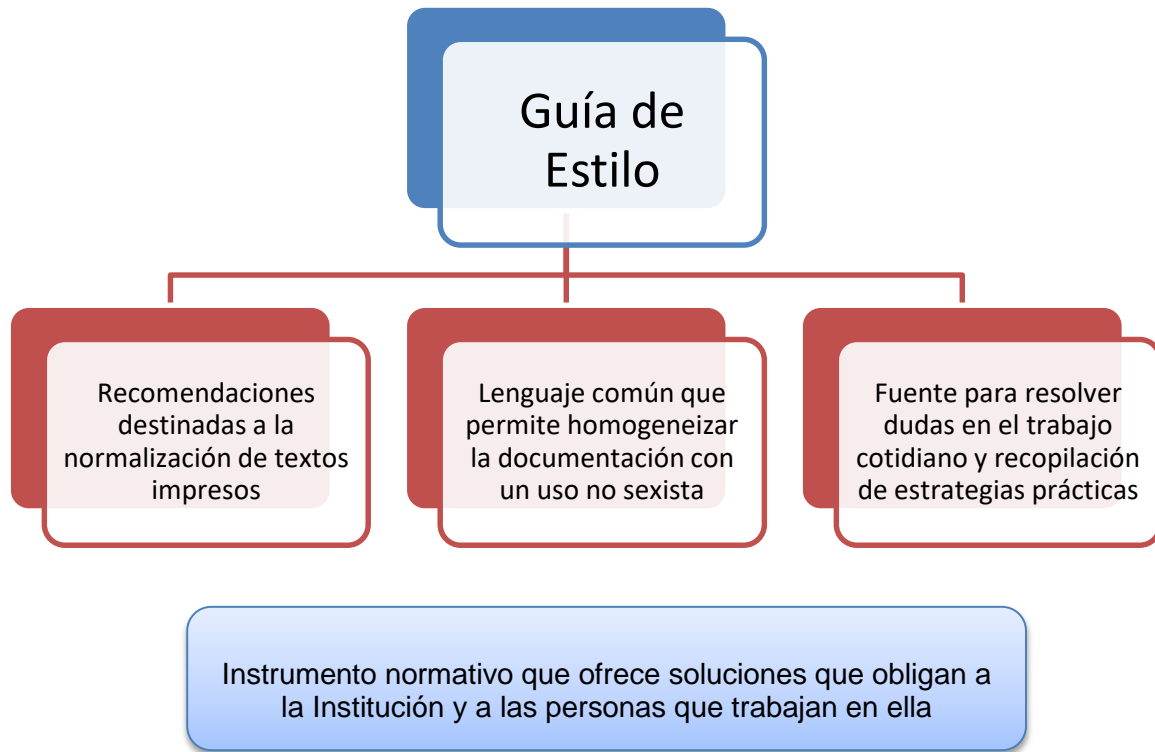 Guía de
Estilo
Recomendaciones
destinadas a la
normalización de textos
impresos
Lenguaje común que
permite homogeneizar
la documentación con
un uso no sexista
Fuente para resolver
dudas en el trabajo
cotidiano y recopilación
de estrategias prácticas
Instrumento normativo que ofrece soluciones que obligan a
la Institución y a las personas que trabajan en ella